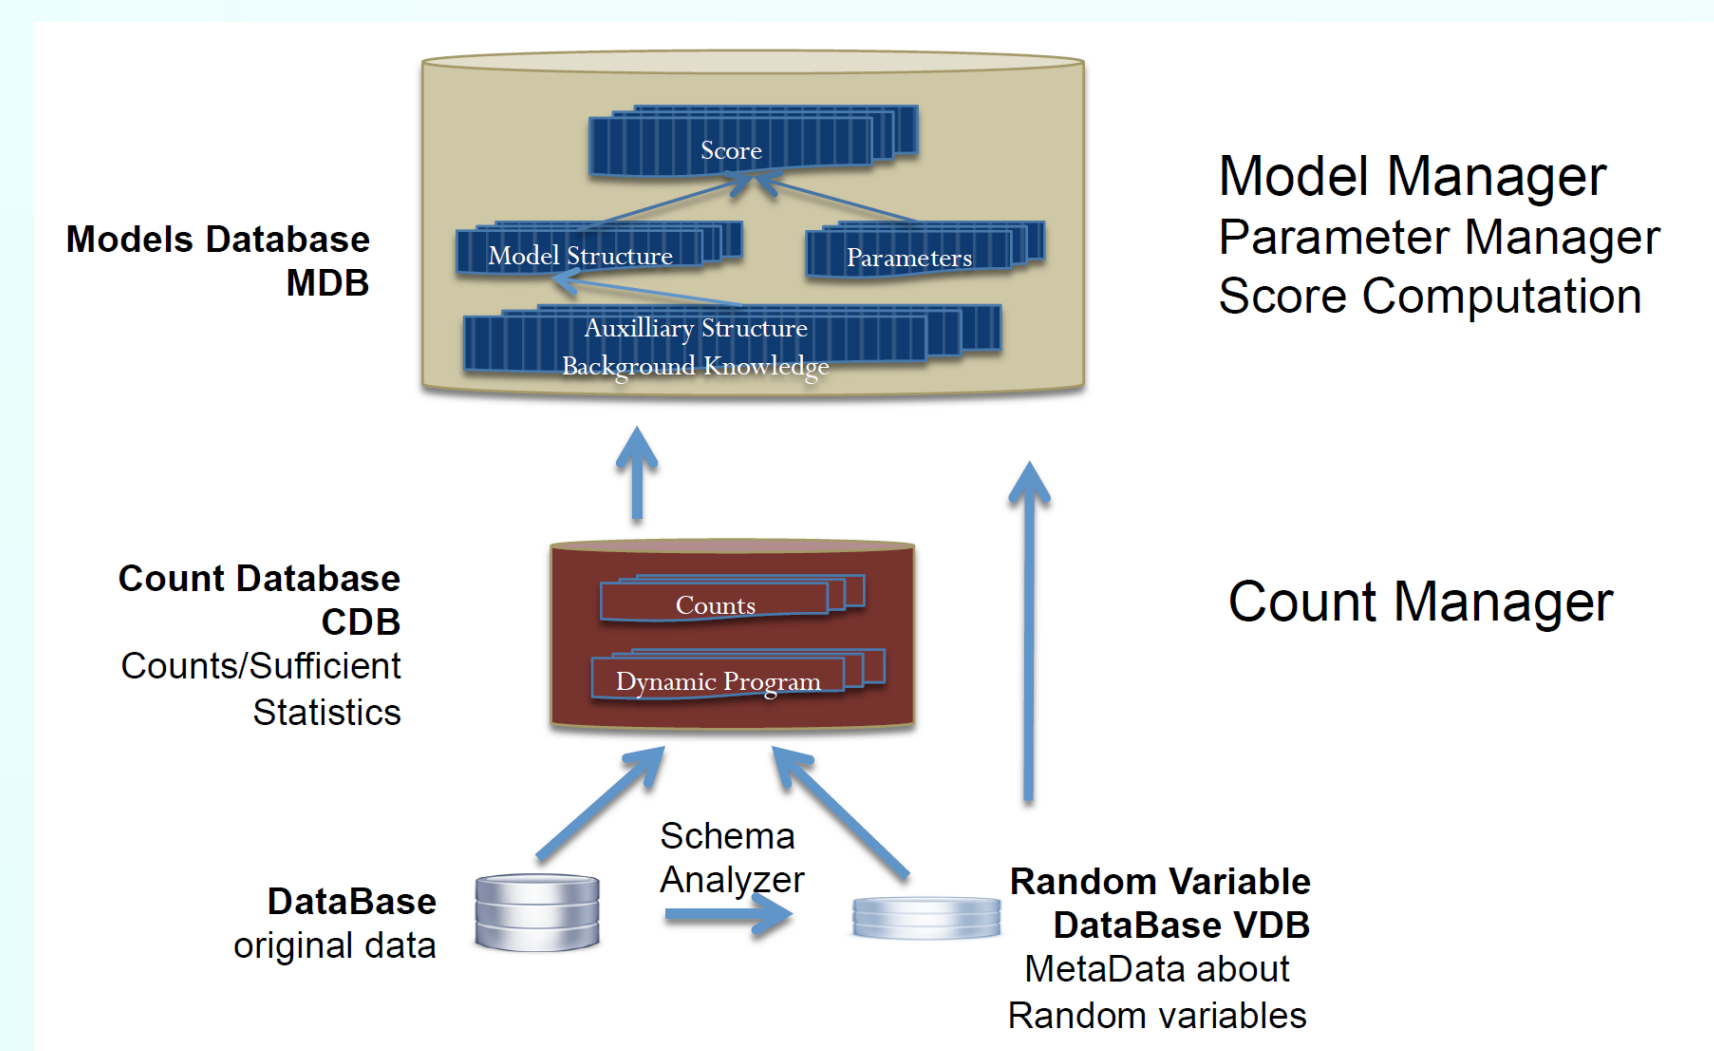 Score
Model Structure
Parameters
Auxilliary Structure
Background Knowledge
Models Database
MDB
Model Manager
Parameter Manager
Score Computation
Counts
Dynamic Program
Count Database
CDB
Counts/Sufficient
Statistics
Count Manager
Schema
Analyzer
DataBase
original data
Random Variable
DataBase VDB
MetaData about
Random variables